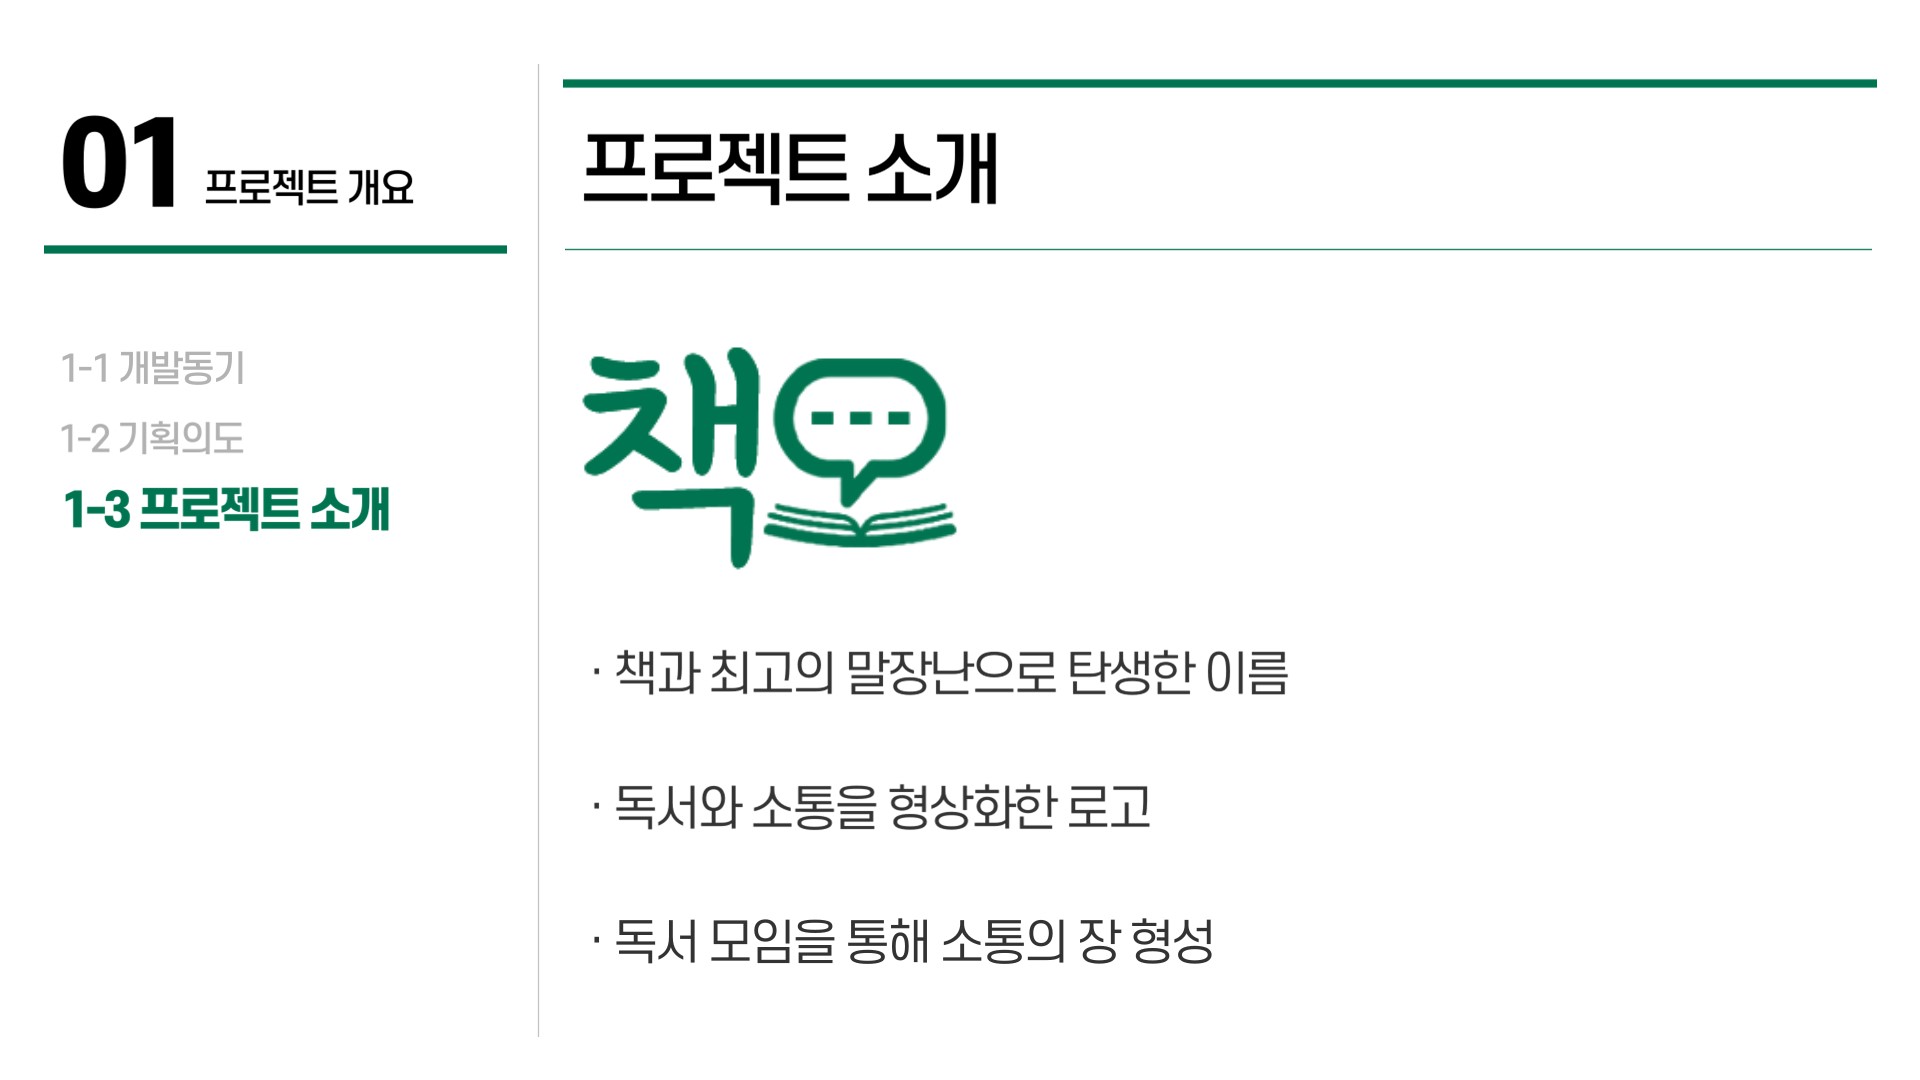 01 프로젝트 개요
1-1 개발동기
1-2 기획의도
1-3 프로젝트 소개
프로젝트 소개
책
· 책과 최고의 말장난으로 탄생한 이름
· 독서와 소통을 형상화한 로고
· 독서 모임을 통해 소통의 장 형성